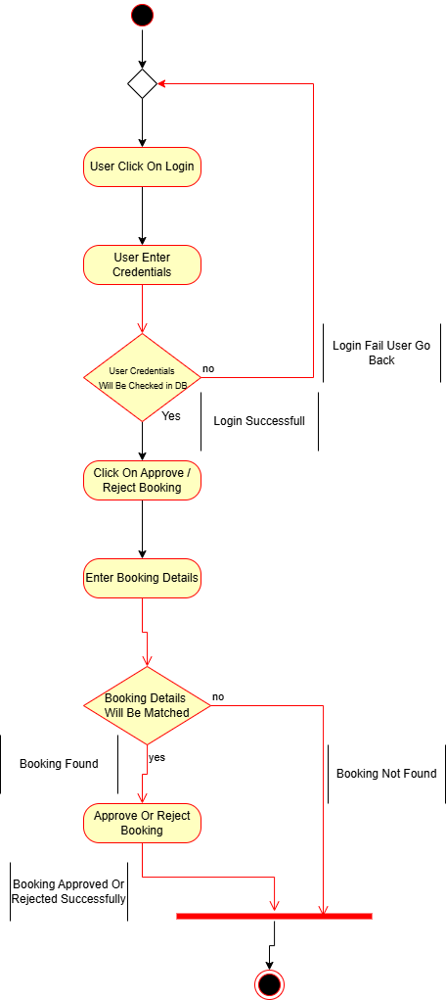 User Click On Login
User Enter
Credentials
User Credentials
Will Be Checked in DB
no
Login Fail User Go
Back
Yes
Login Successfull
Click On Approve /
Reject Booking
Enter Booking Details
Booking Details
Will Be Matched
no
yes
Booking Found
Booking Not Found
Approve Or Reject
Booking
Booking Approved Or
Rejected Successfully